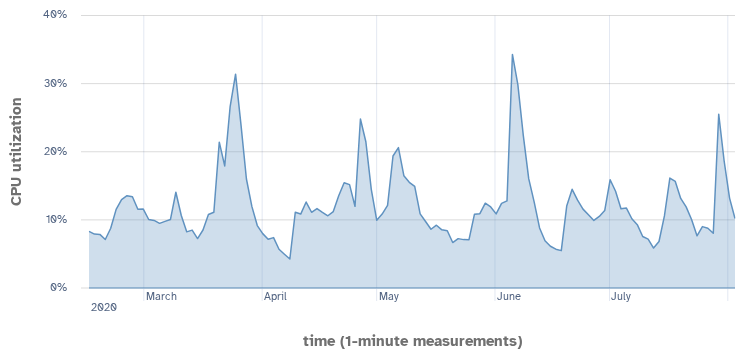 40%
30%
20%
10%
0%
CPU utilization
March
April
May
June
July
2020
time (1-minute measurements)